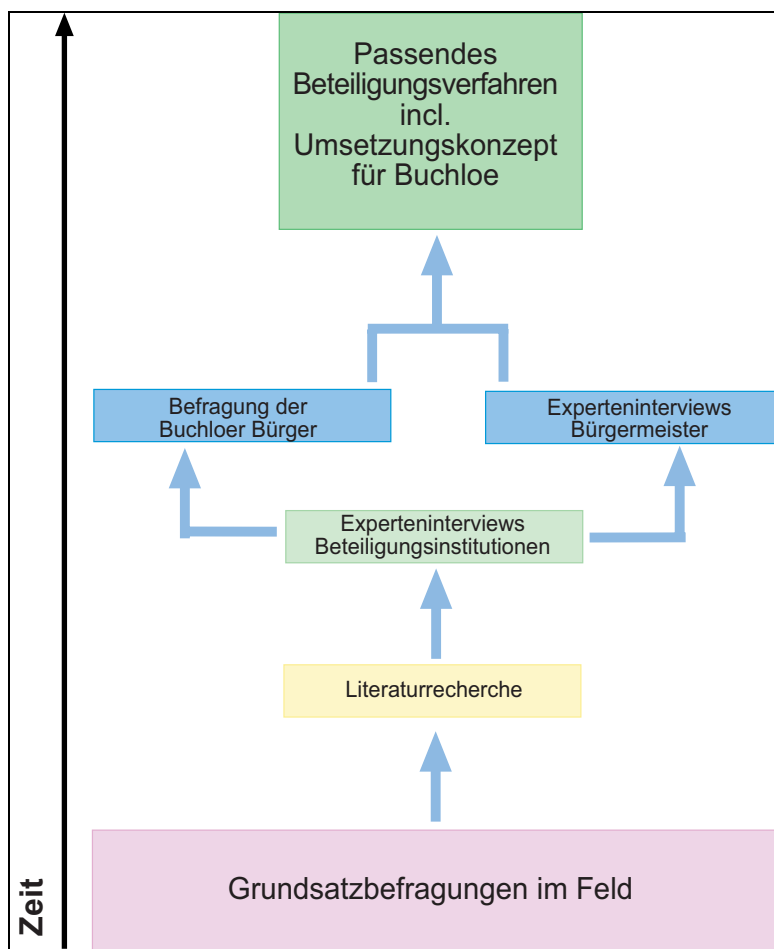 Passendes
Beteiligungsverfahren
incl.
Umsetzungskonzept
für Buchloe
Befragung der
Buchloer Bürger
Experteninterviews
Bürgermeister
Experteninterviews
Beteiligungsinstitutionen
Literaturrecherche
Grundsatzbefragungen im Feld
Zeit